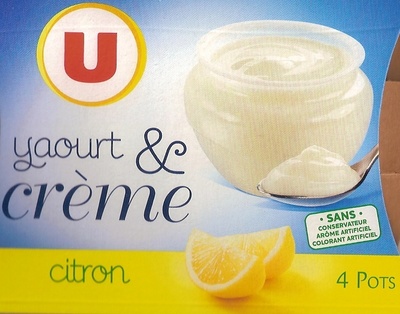 U
yaourt &
crème
• SANS •
CONSERVATEUR
ARÔME ARTIFICIEL
COLORANT ARTIFICIEL
citron
4 POTS